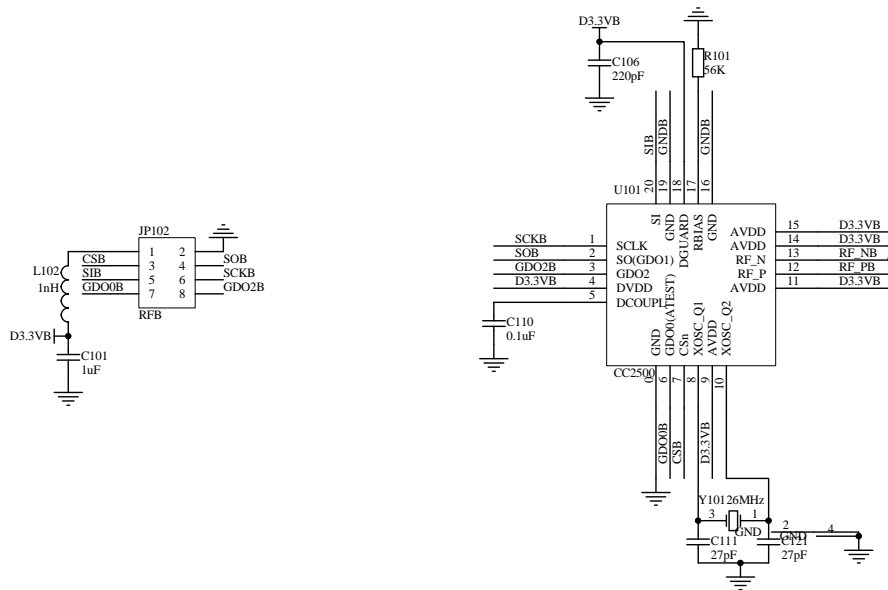 D3.3VB
C106
220pF
R101
56K
SIB
GNDB
GNDB
20
19
18
17
16
U101
SI
GND
DGUARD
RBIAS
GND
SCKB 1 SCLK
SOB 2 SO(GDO1)
GDO2B 3 GDO2
D3.3VB 4 DVDD
5 DCOUPL
AVDD 15 D3.3VB
AVDD 14 D3.3VB
RF_N 13 RF_NB
RF_P 12 RF_PB
AVDD 11 D3.3VB
C110
0.1uF
GND
GDO0(ATEST)
CSn
XOSC_Q1
AVDD
XOSC_Q2
CC2500
0
6
7
8
9
10
GDO0B
CSB
D3.3VB
Y101 26MHz
3 1
GND
2
GND
4
C111
27pF
C121
27pF
JP102
1 2
CSB 3 4 SOB
SIB 5 6 SCKB
GDO0B 7 8 GDO2B
RFB
L102
1nH
D3.3VB
C101
1uF